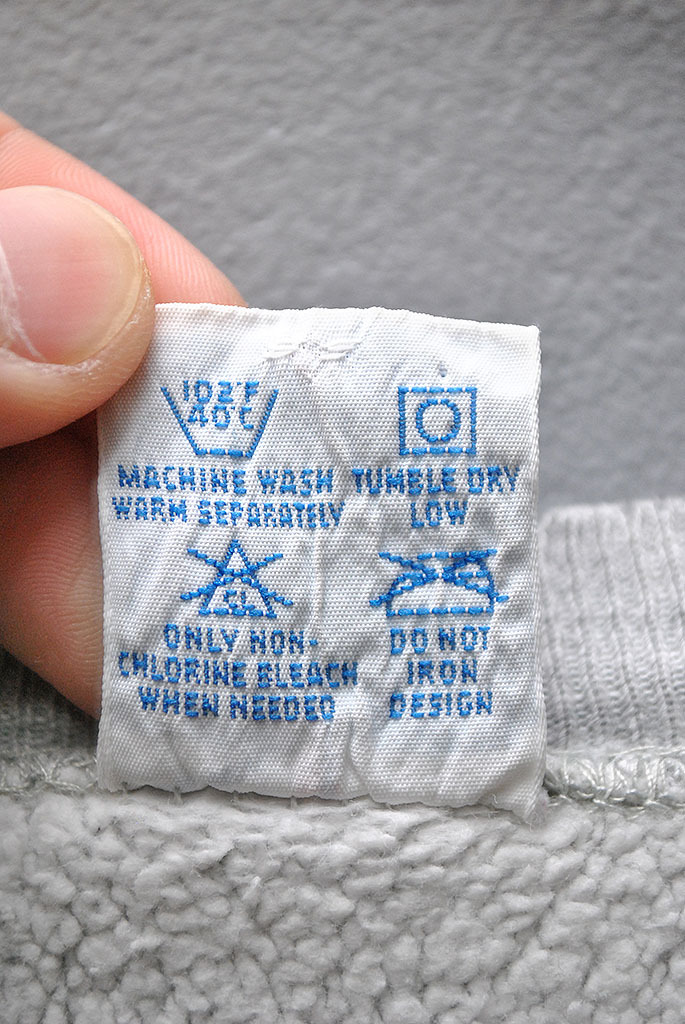 102°F
40°C
MACHINE WASH
WARM SEPARATELY
TUMBLE DRY
LOW
CL
ONLY NON-
CHLORINE BLEACH
WHEN NEEDED
DO NOT
IRON
DESIGN